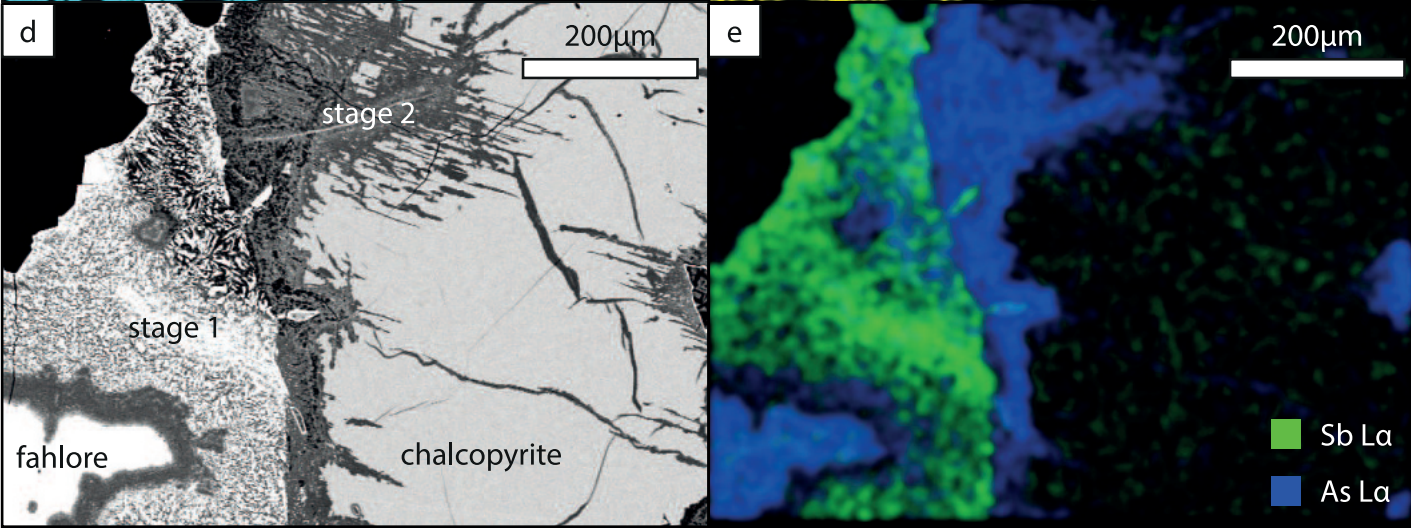 d
200µm
stage 2
stage 1
fahlore
chalcopyrite
e
200µm
Sb Lα
As Lα